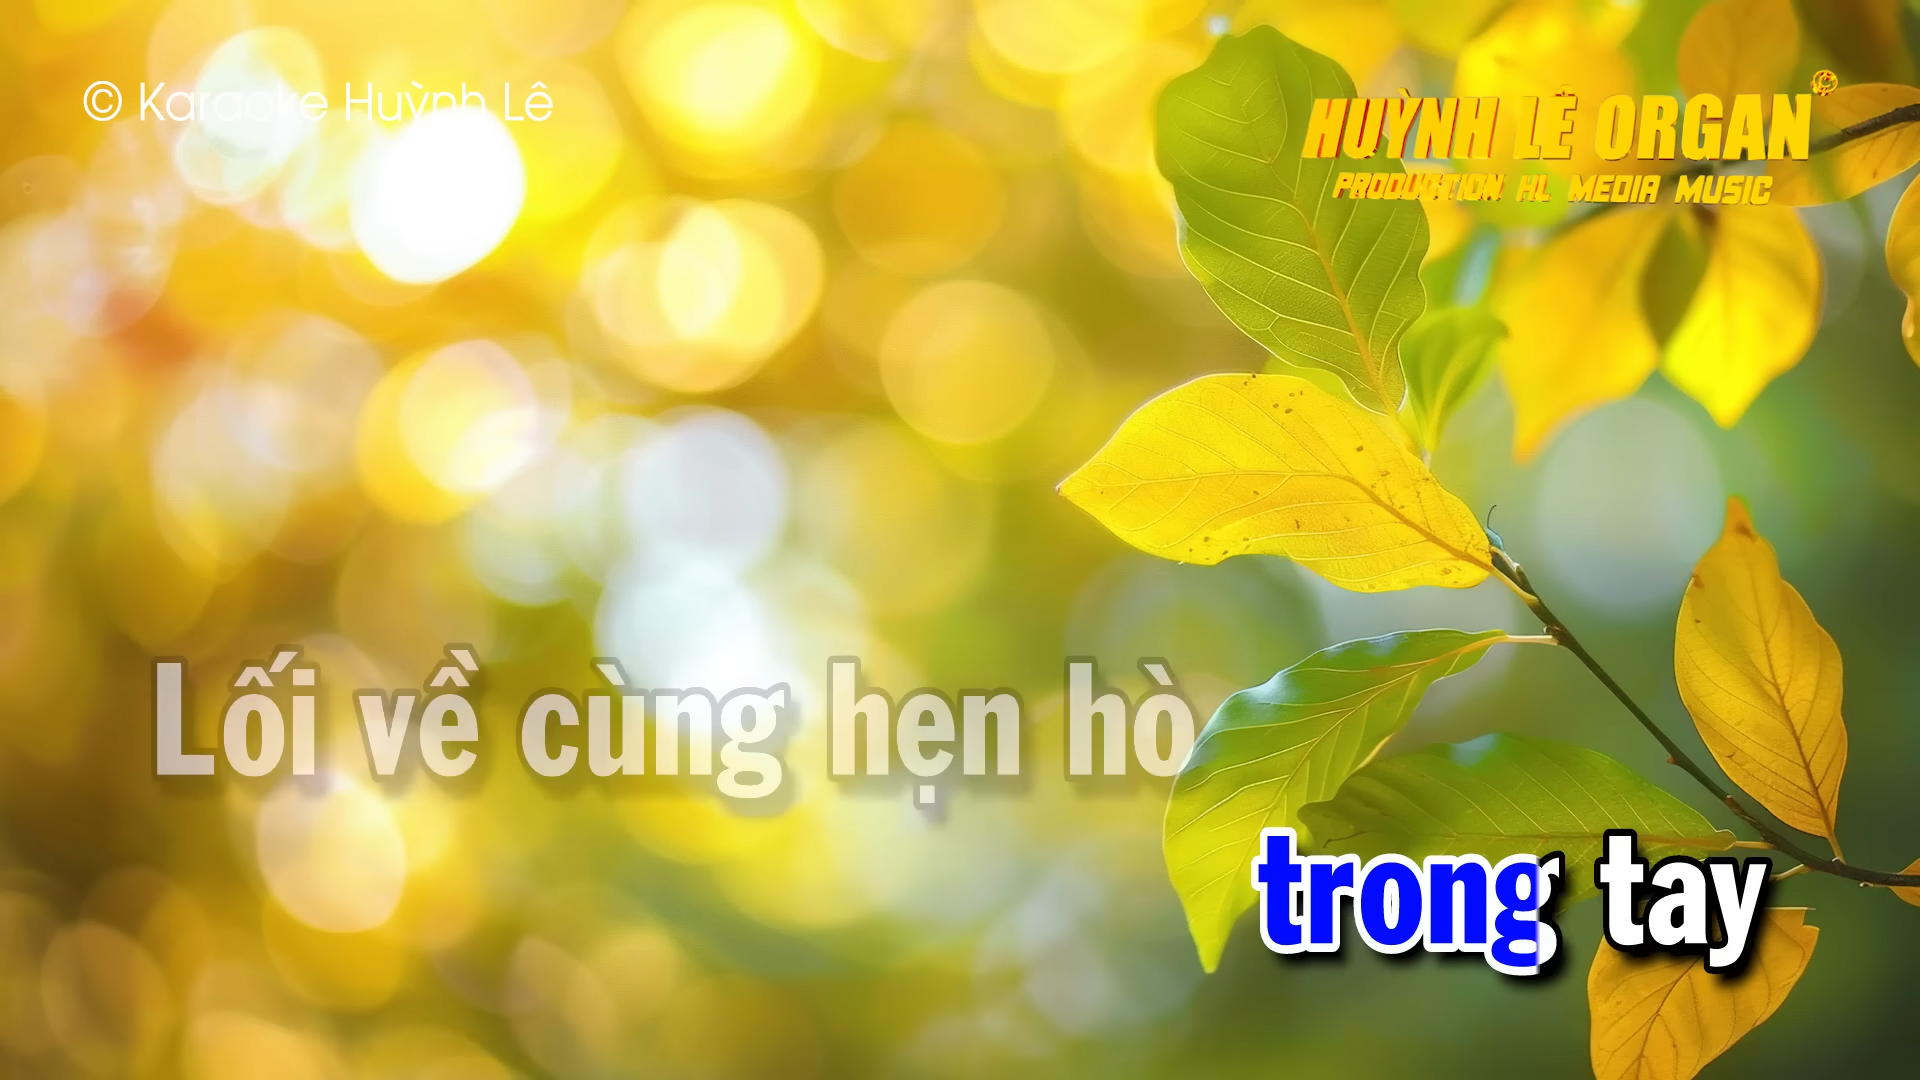 © Karaoke Huỳnh Lê
HUỲNH LÊ ORGAN
PRODUCTION HL MEDIA MUSIC
Lối về cùng hẹn hò
trong tay